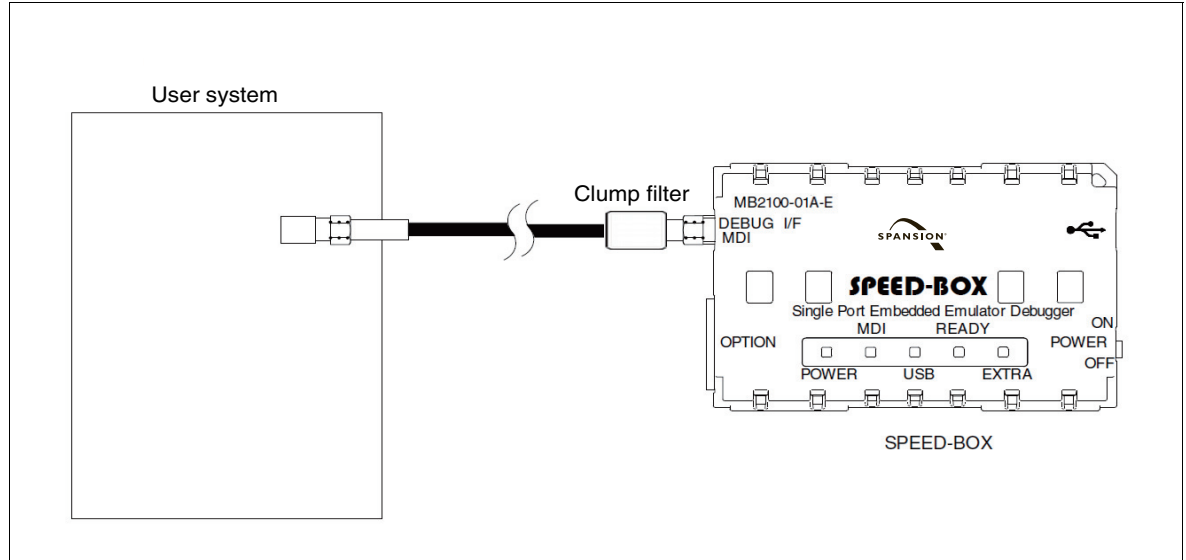 User system
Clump filter
MB2100-01A-E
DEBUG I/F
MDI
SPANSION
SPEED-BOX
Single Port Embedded Emulator Debugger
MDI READY
OPTION
POWER USB EXTRA
ON
POWER
OFF
SPEED-BOX